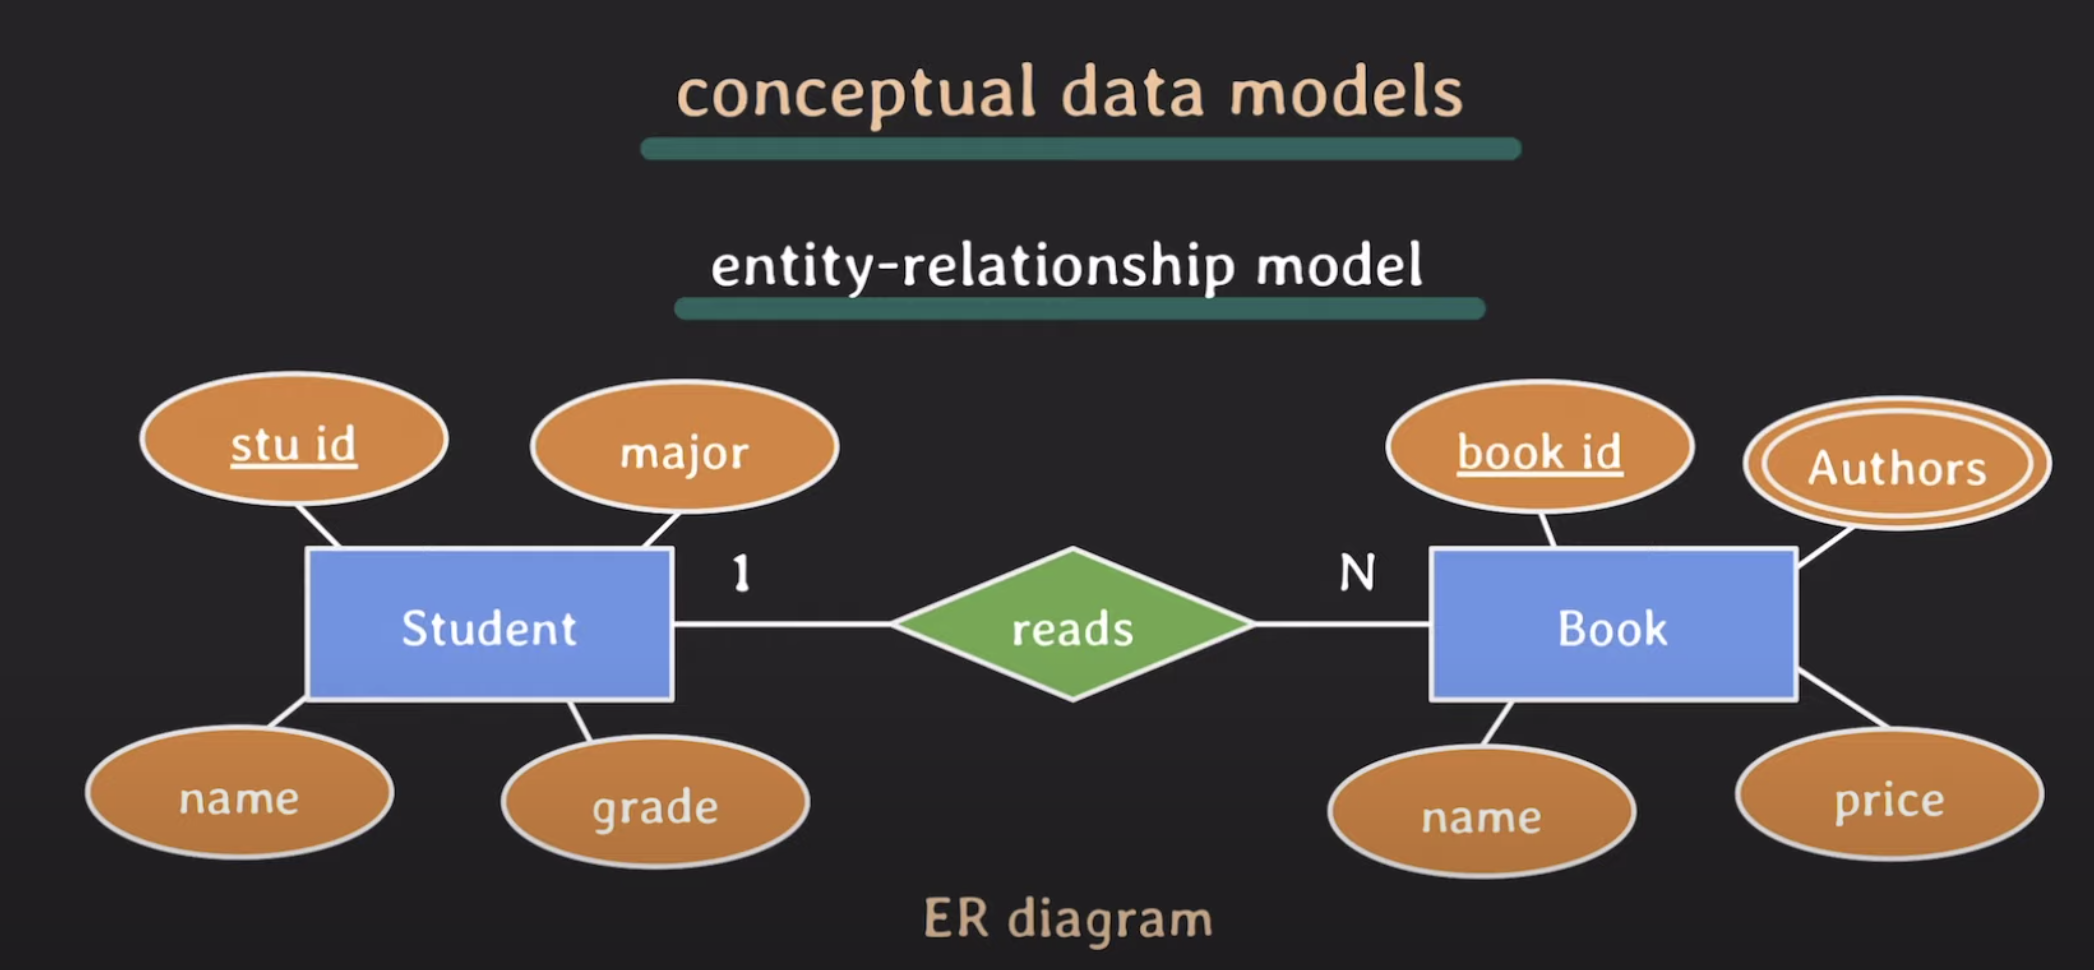 conceptual data models
entity-relationship model
stu id
major
book id
Authors
1
N
Student
reads
Book
name
grade
name
price
ER diagram